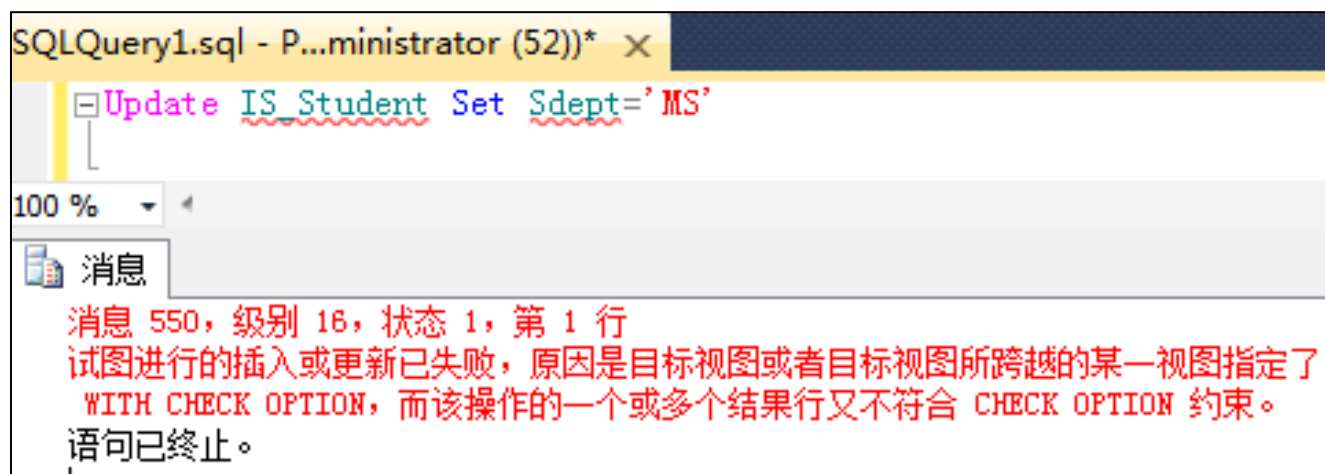 SQLQuery1.sql - P...ministrator (52))* ×
Update IS_Student Set Sdept='MS'
100 %
消息
消息 550，级别 16，状态 1，第 1 行
试图进行的插入或更新已失败，原因是目标视图或者目标视图所跨越的某一视图指定了
WITH CHECK OPTION，而该操作的一个或多个结果行又不符合 CHECK OPTION 约束。
语句已终止。